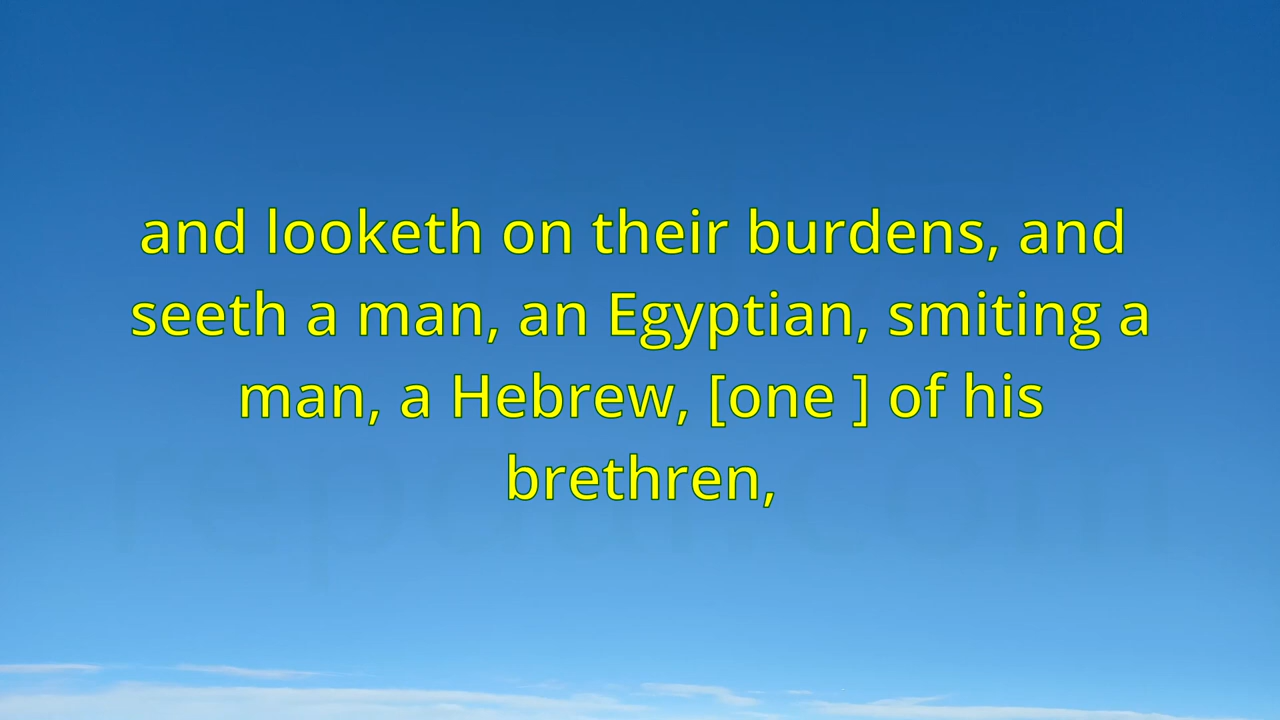 and looketh on their burdens, and
seeth a man, an Egyptian, smiting a
man, a Hebrew, [one ] of his
brethren,